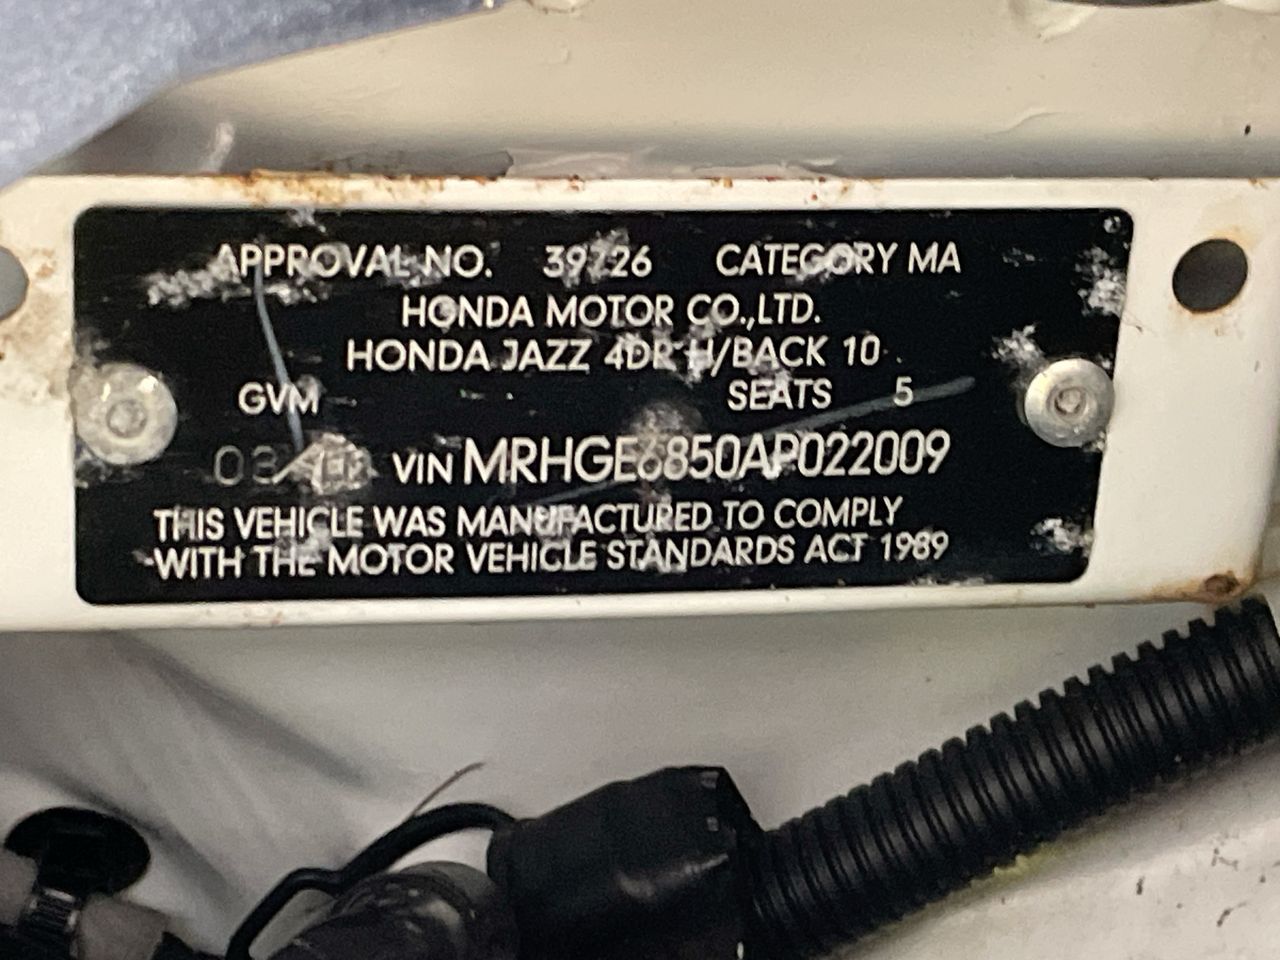 APPROVAL NO. 39726 CATEGORY MA
HONDA MOTOR CO.,LTD.
HONDA JAZZ 4DR H/BACK 10
GVM SEATS 5
VIN MRHGE6850AP022009
THIS VEHICLE WAS MANUFACTURED TO COMPLY
WITH THE MOTOR VEHICLE STANDARDS ACT 1989